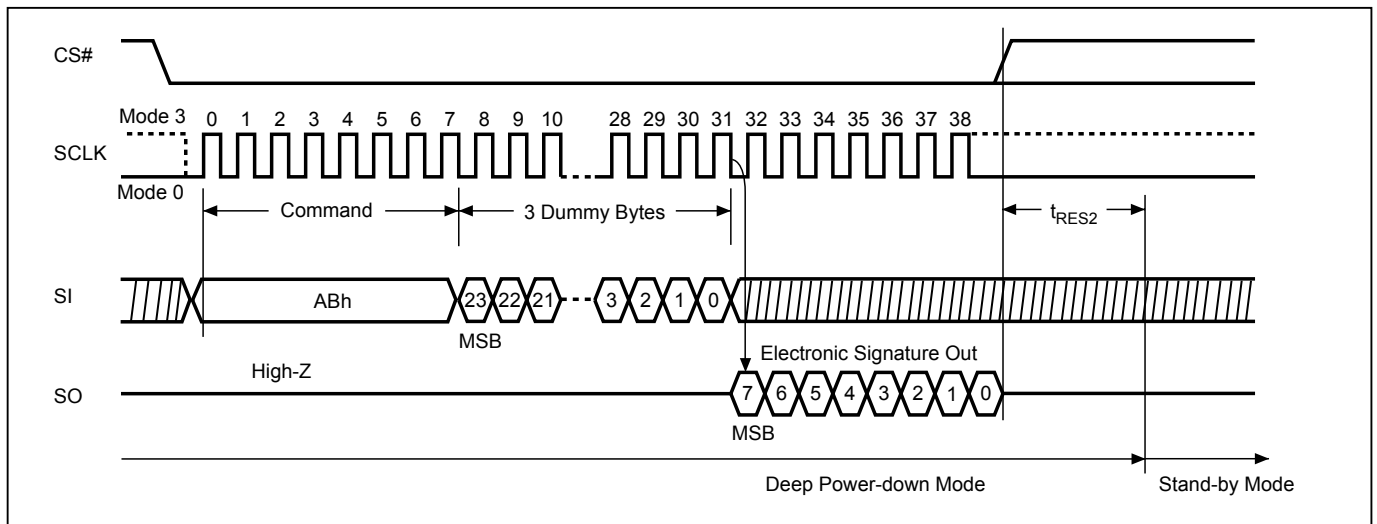 CS#
Mode 3 0 1 2 3 4 5 6 7 8 9 10 28 29 30 31 32 33 34 35 36 37 38
SCLK
Mode 0
Command 3 Dummy Bytes tRES2
SI ABh 23 22 21 3 2 1 0
MSB
High-Z Electronic Signature Out
SO 7 6 5 4 3 2 1 0
MSB
Deep Power-down Mode Stand-by Mode